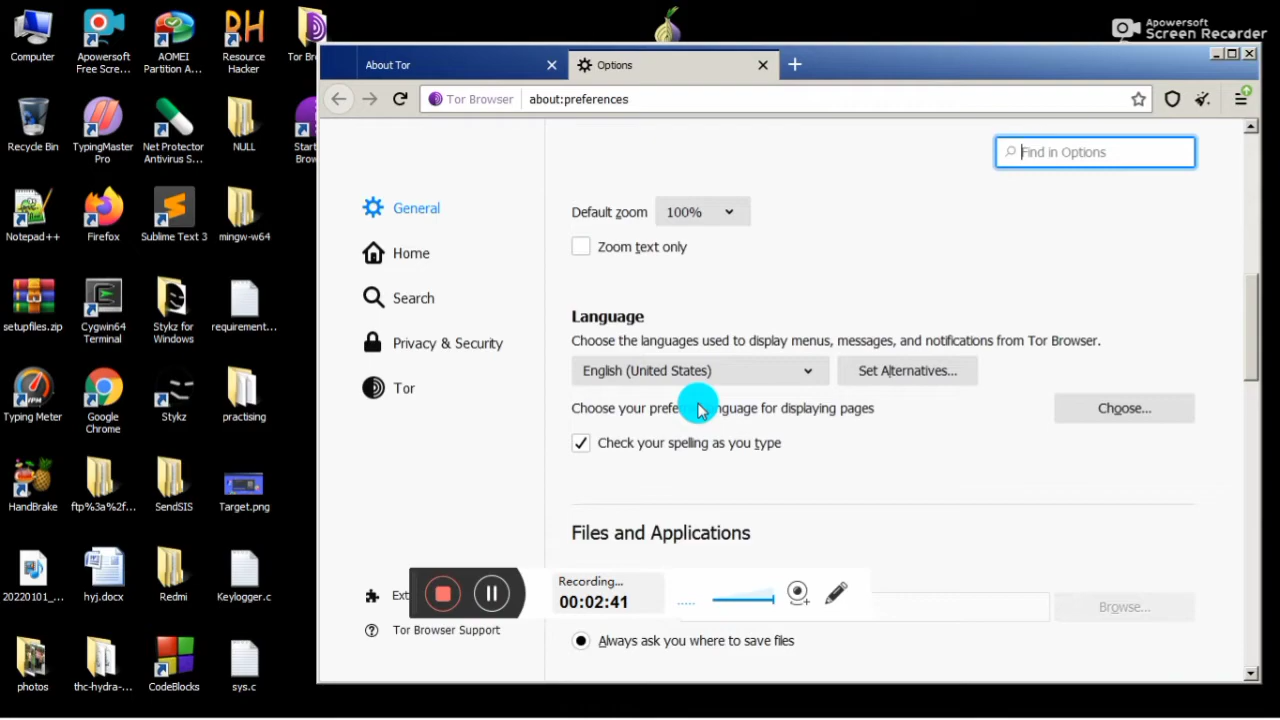 Apowersoft
Screen Recorder
Computer
Apowersoft
Free Scre...
AOMEI
Partition A...
Resource
Hacker
Tor Br
Recycle Bin
TypingMaster
Pro
Net Protector
Antivirus S...
NULL
Start
Brow
Notepad++
Firefox
Sublime Text 3
mingw-w64
setupfiles.zip
Cygwin64
Terminal
Stykz for
Windows
requirement...
Typing Meter
Google
Chrome
Stykz
practising
HandBrake
ftp%3a%2f...
SendSIS
Target.png
20220101_...
hyj.docx
Redmi
Keylogger.c
photos
thc-hydra-...
CodeBlocks
sys.c
About Tor
Options
Tor Browser
about:preferences
Find in Options
General
Home
Search
Privacy & Security
Tor
Ext
Tor Browser Support
Default zoom
100%
Zoom text only
Language
Choose the languages used to display menus, messages, and notifications from Tor Browser.
English (United States)
Set Alternatives...
Choose your prefe nguage for displaying pages
Choose...
Check your spelling as you type
Files and Applications
Recording...
00:02:41
Browse...
Always ask you where to save files